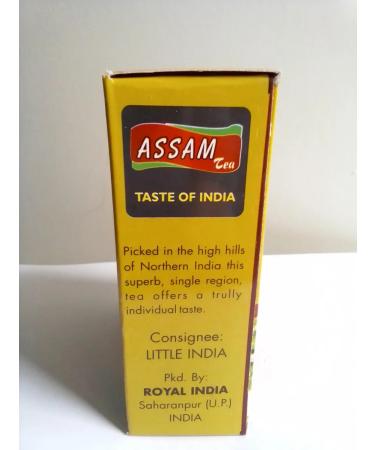 ASSAM
Tea
TASTE OF INDIA
Picked in the high hills
of Northern India this
superb, single region,
tea offers a trully
individual taste.
Consignee:
LITTLE INDIA
Pkd. By:
ROYAL INDIA
Saharanpur (U.P.)
INDIA